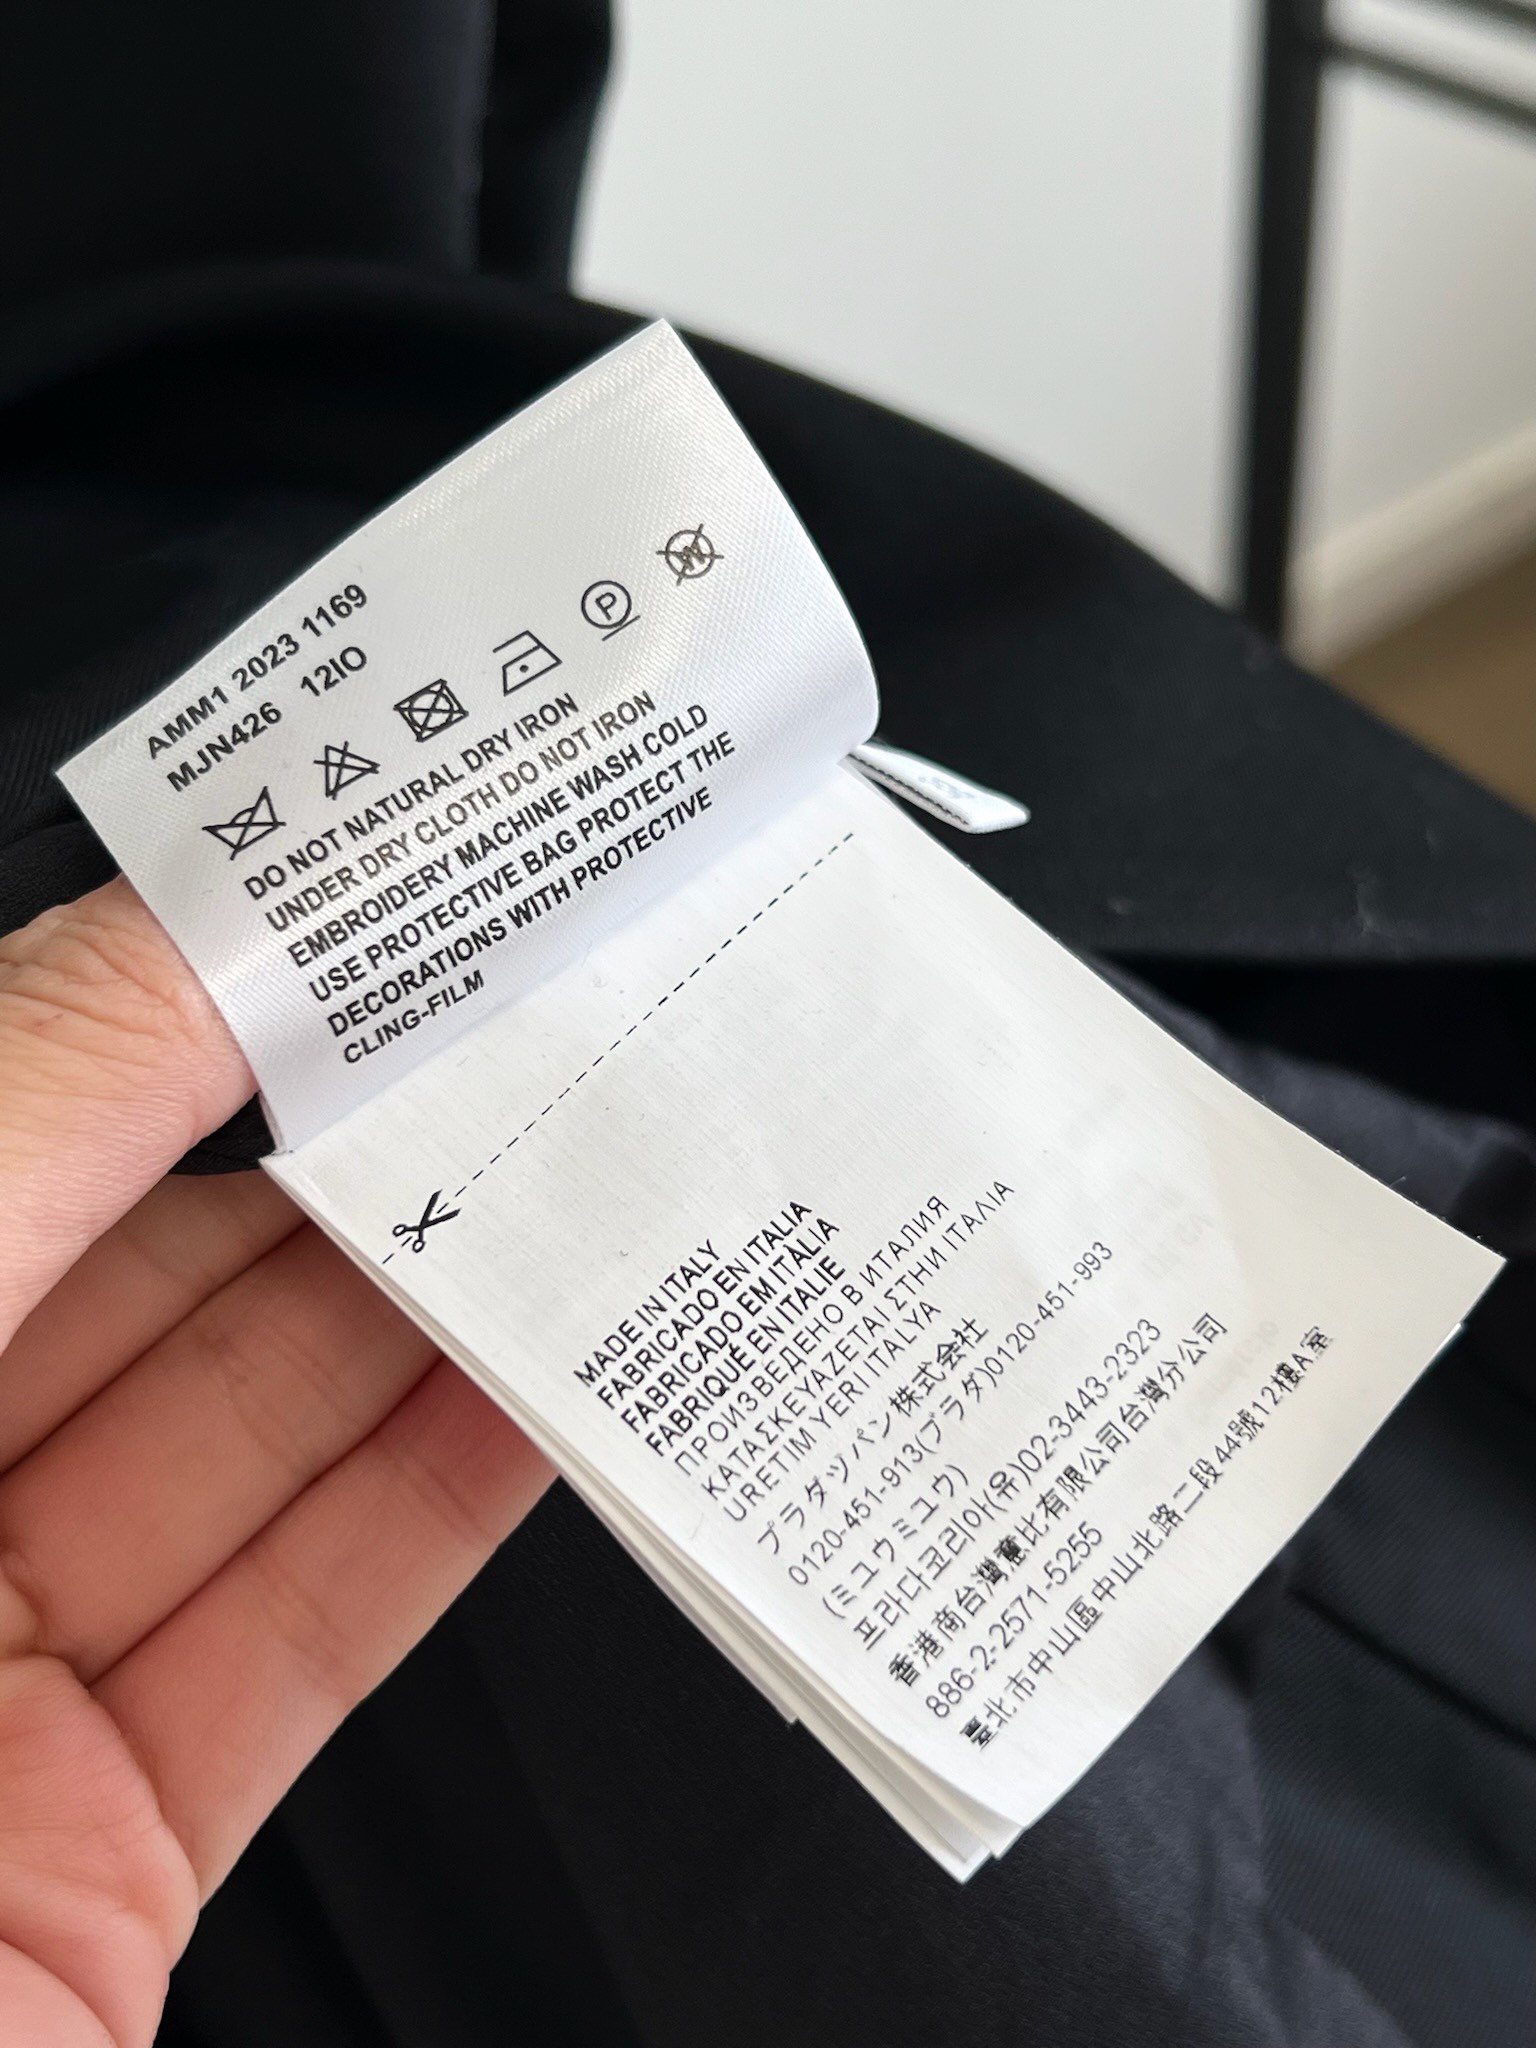 AMM1 2023 1169
MJN426 12IO
DO NOT NATURAL DRY IRON
UNDER DRY CLOTH DO NOT IRON
EMBROIDERY MACHINE WASH COLD
USE PROTECTIVE BAG PROTECT THE
DECORATIONS WITH PROTECTIVE
CLING-FILM
MADE IN ITALY
FABRICADO EN ITALIA
FABRICADO EM ITÁLIA
FABRIQUÉ EN ITALIE
ПРОИЗВЕДЕНО В ИТАЛИЯ
ΚΑΤΑΣΚΕΥΑΖΕΤΑΙ ΣΤΗΝ ΙΤΑΛΙΑ
URETIM YERI ITALYA
プラダジパン株式会社
0120-451-913(プラダ)0120-451-993
(ミユウミユウ)
프라다코리아(유)02-3443-2323
香港商台灣薏比有限公司台灣分公司
886-2-2571-5255
臺北市中山區中山北路二段44號12樓A室